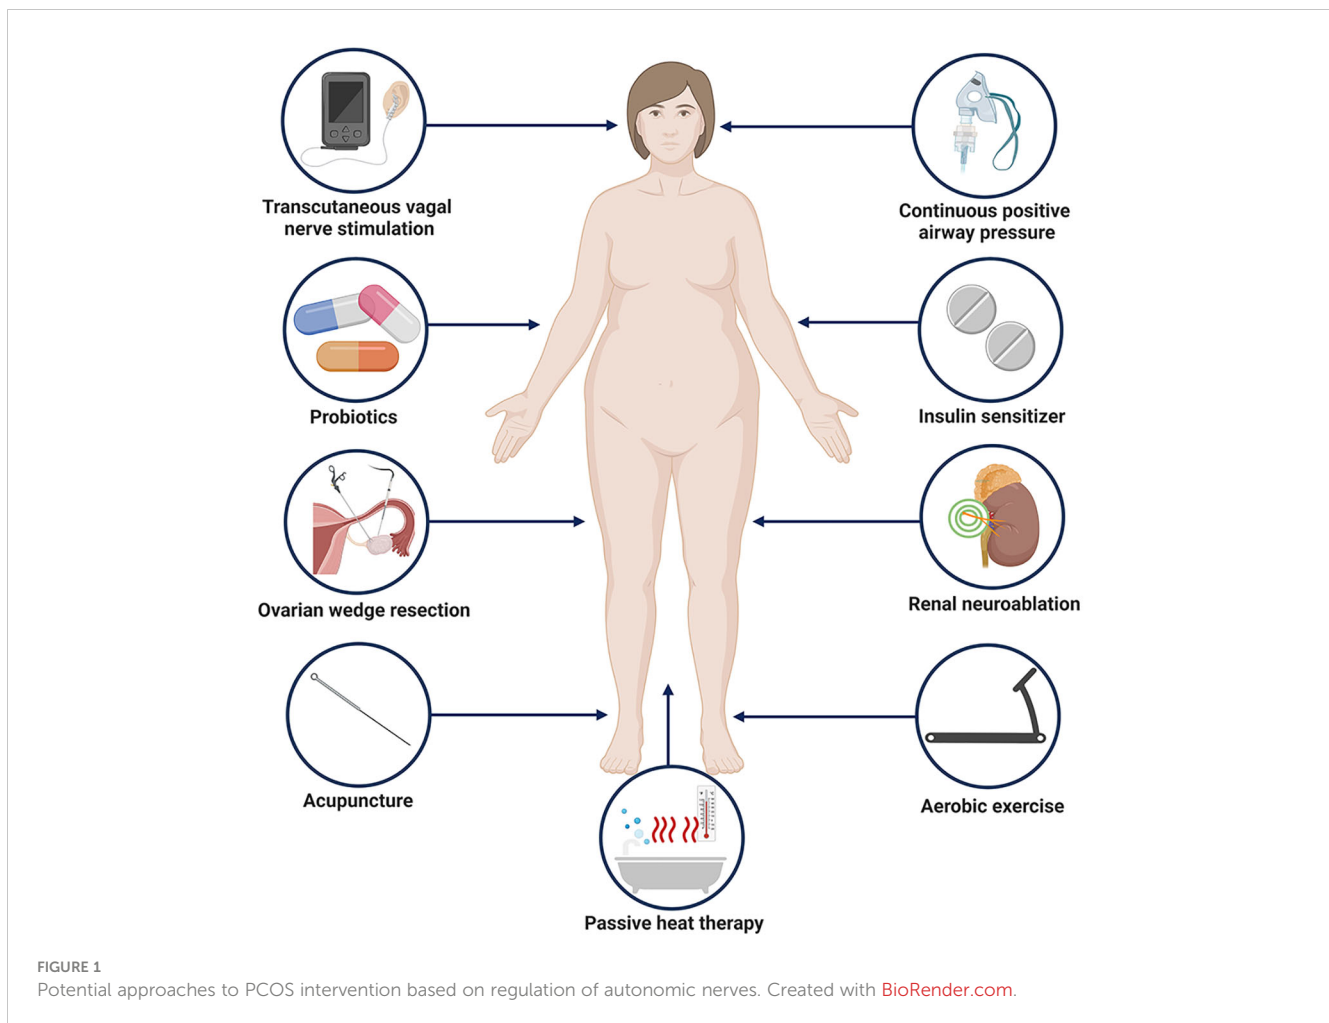 Transcutaneous vagal
nerve stimulation
Continuous positive
airway pressure
Probiotics
Insulin sensitizer
Ovarian wedge resection
Renal neuroablation
Acupuncture
Aerobic exercise
Passive heat therapy
FIGURE 1
Potential approaches to PCOS intervention based on regulation of autonomic nerves. Created with BioRender.com.